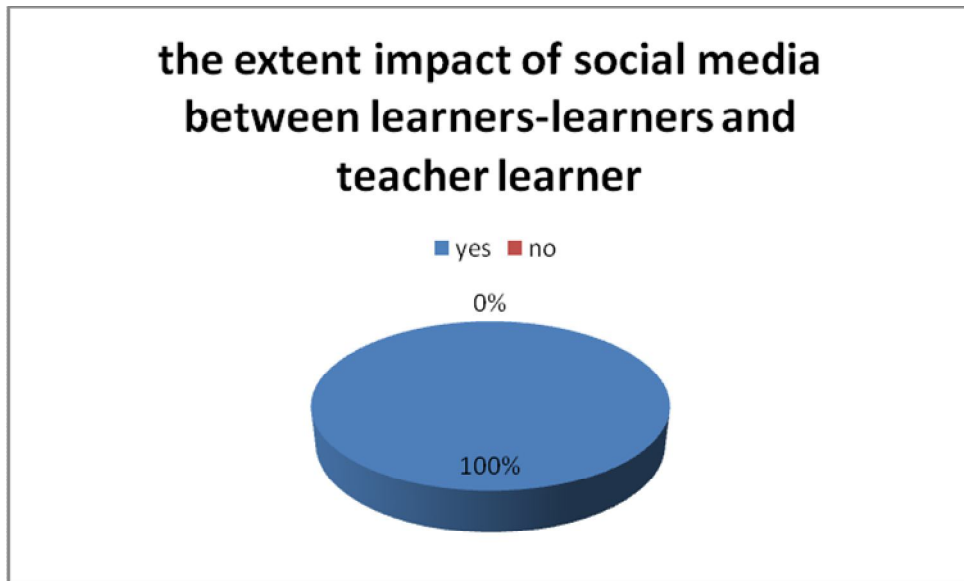 the extent impact of social media
between learners-learners and
teacher learner
yes no
0%
100%